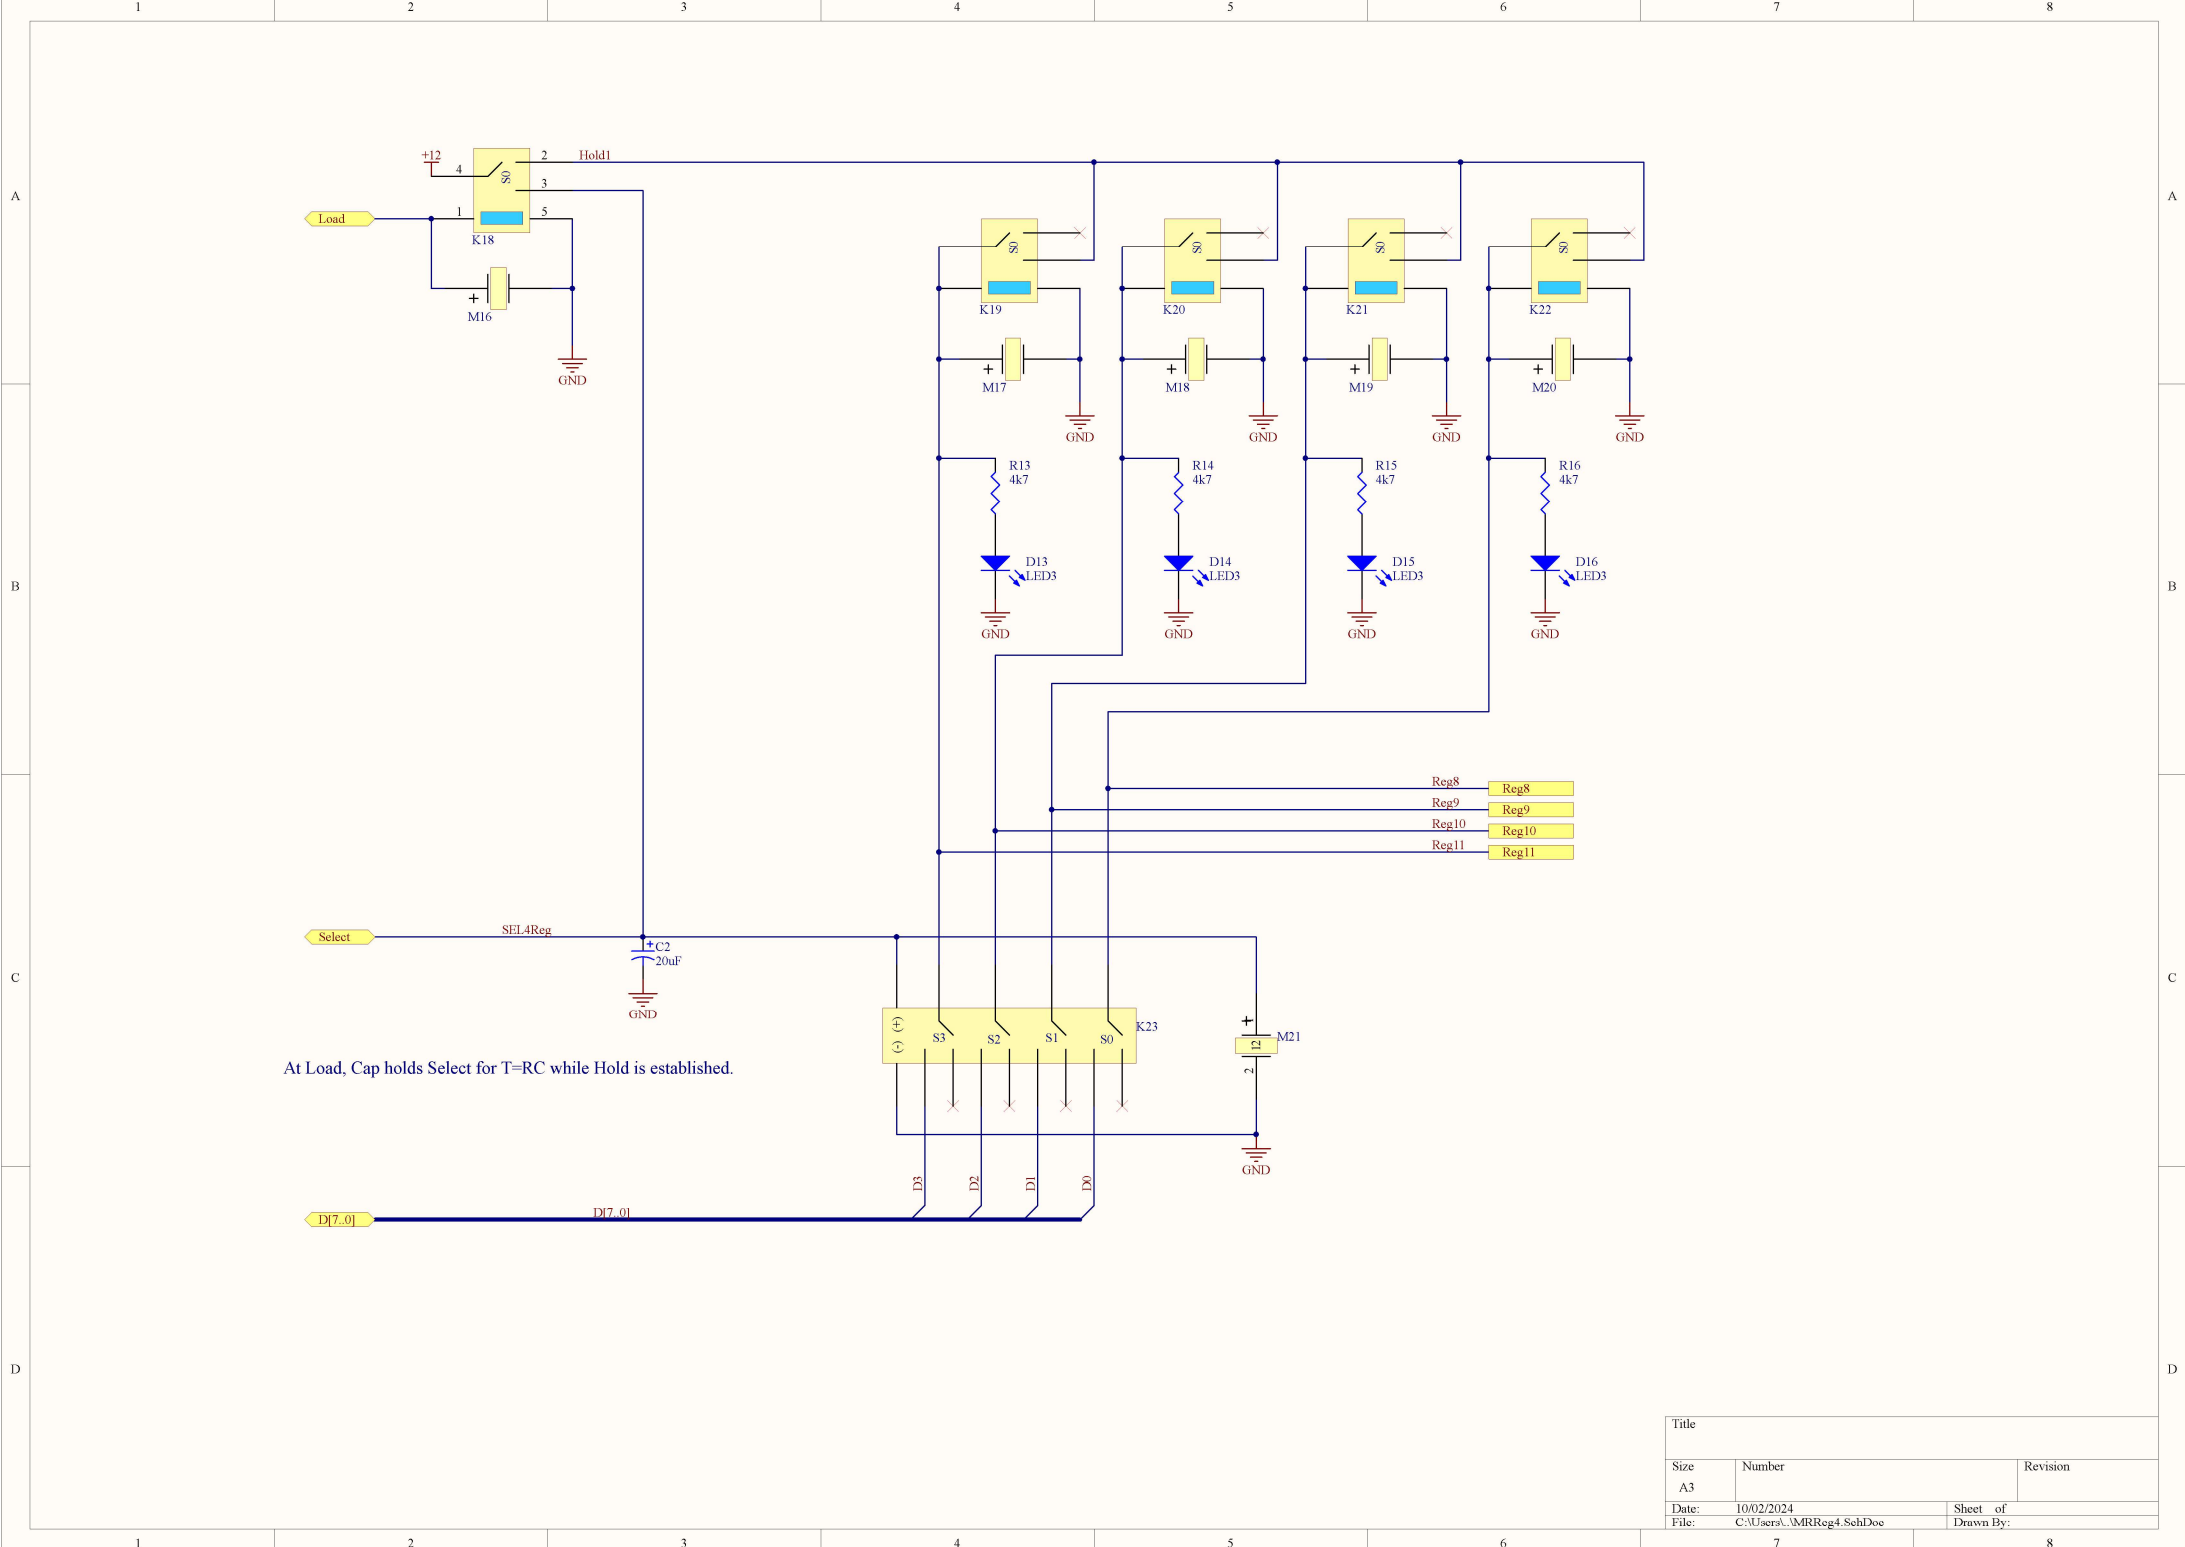 1 2 3 4 5 6 7 8
A A
+12
4
2
Hold1
S0
3
Load
1
5
K18
+
M16
GND
S0 S0 S0 S0
K19 K20 K21 K22
+ + + +
M17 M18 M19 M20
GND GND GND GND
R13 R14 R15 R16
4k7 4k7 4k7 4k7
D13 D14 D15 D16
LED3 LED3 LED3 LED3
B B
GND GND GND GND
Reg8 Reg8
Reg9 Reg9
Reg10 Reg10
Reg11 Reg11
Select
SEL4Reg
+
C2
20uF
C C
GND
(+)
(-)
S3 S2 S1 S0
K23
+
12
2
M21
At Load, Cap holds Select for T=RC while Hold is established.
GND
D3 D2 D1 D0
D[7..0]
D[7..0]
D D
Title
Size Number Revision
A3
Date: 10/02/2024 Sheet of
File: C:\Users\..\MRReg4.SchDoc Drawn By:
1 2 3 4 5 6 7 8